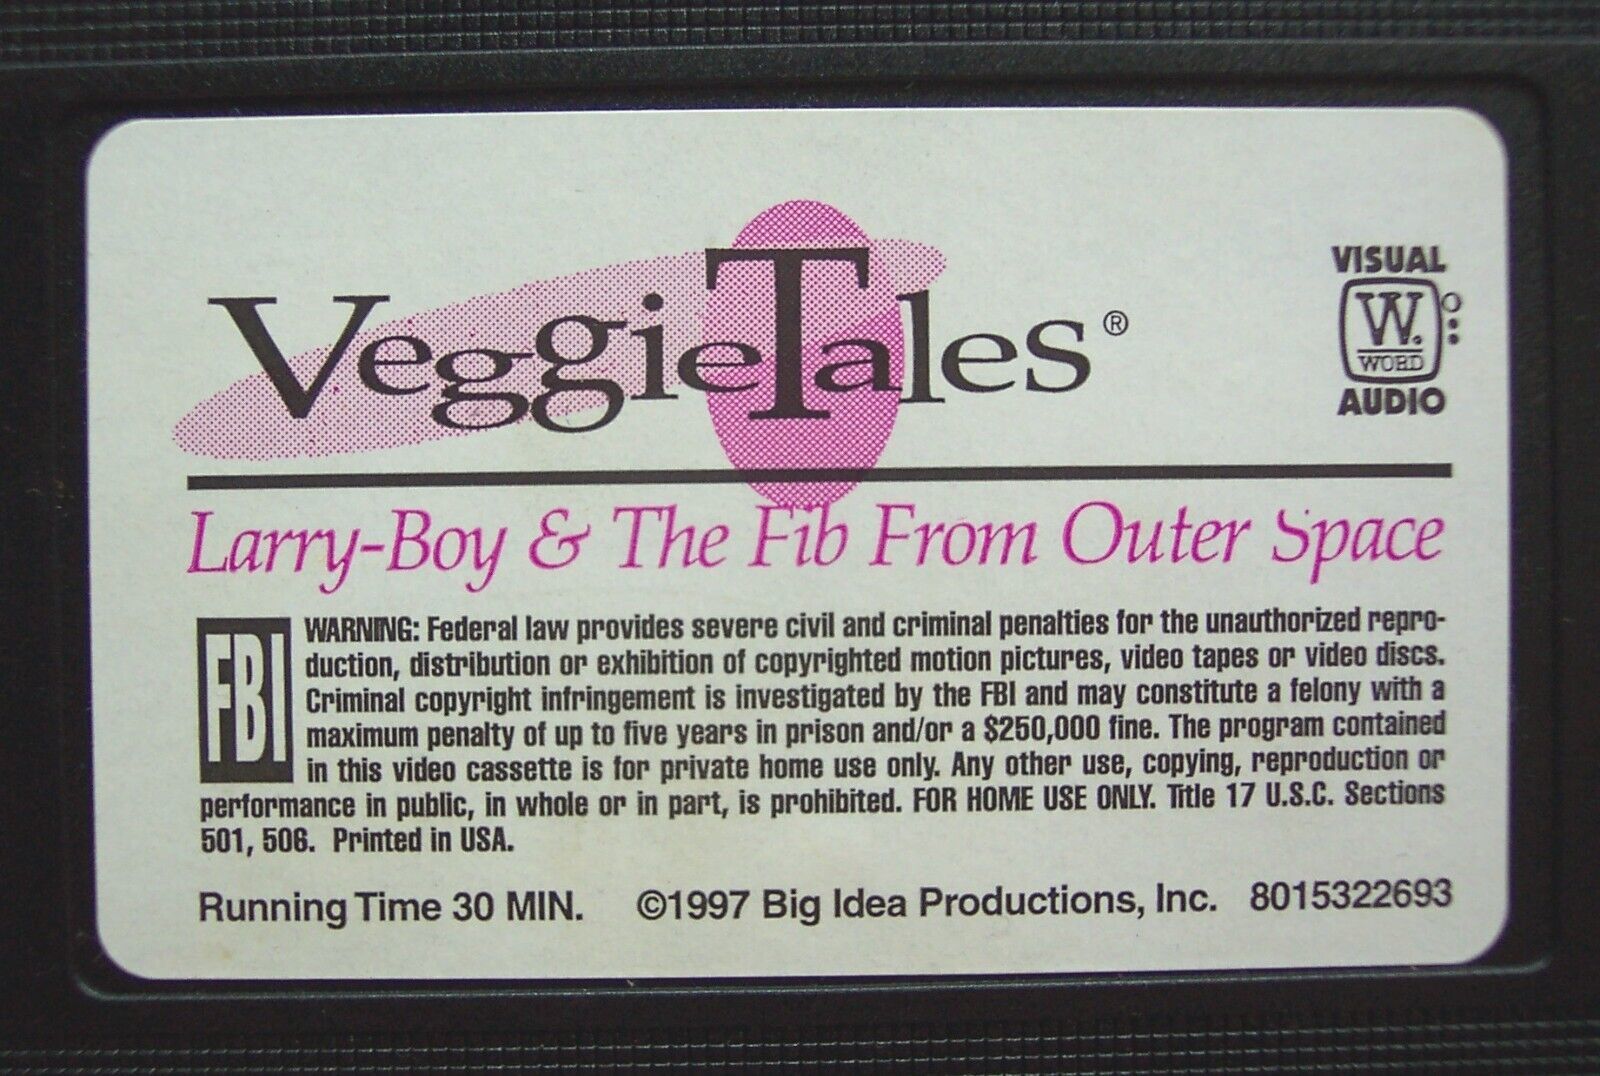 VeggieTales®
VISUAL
W.
WORD
AUDIO
Larry-Boy & The Fib From Outer Space
FBI
WARNING: Federal law provides severe civil and criminal penalties for the unauthorized repro-
duction, distribution or exhibition of copyrighted motion pictures, video tapes or video discs.
Criminal copyright infringement is investigated by the FBI and may constitute a felony with a
maximum penalty of up to five years in prison and/or a $250,000 fine. The program contained
in this video cassette is for private home use only. Any other use, copying, reproduction or
performance in public, in whole or in part, is prohibited. FOR HOME USE ONLY. Title 17 U.S.C. Sections
501, 506. Printed in USA.
Running Time 30 MIN. ©1997 Big Idea Productions, Inc. 8015322693